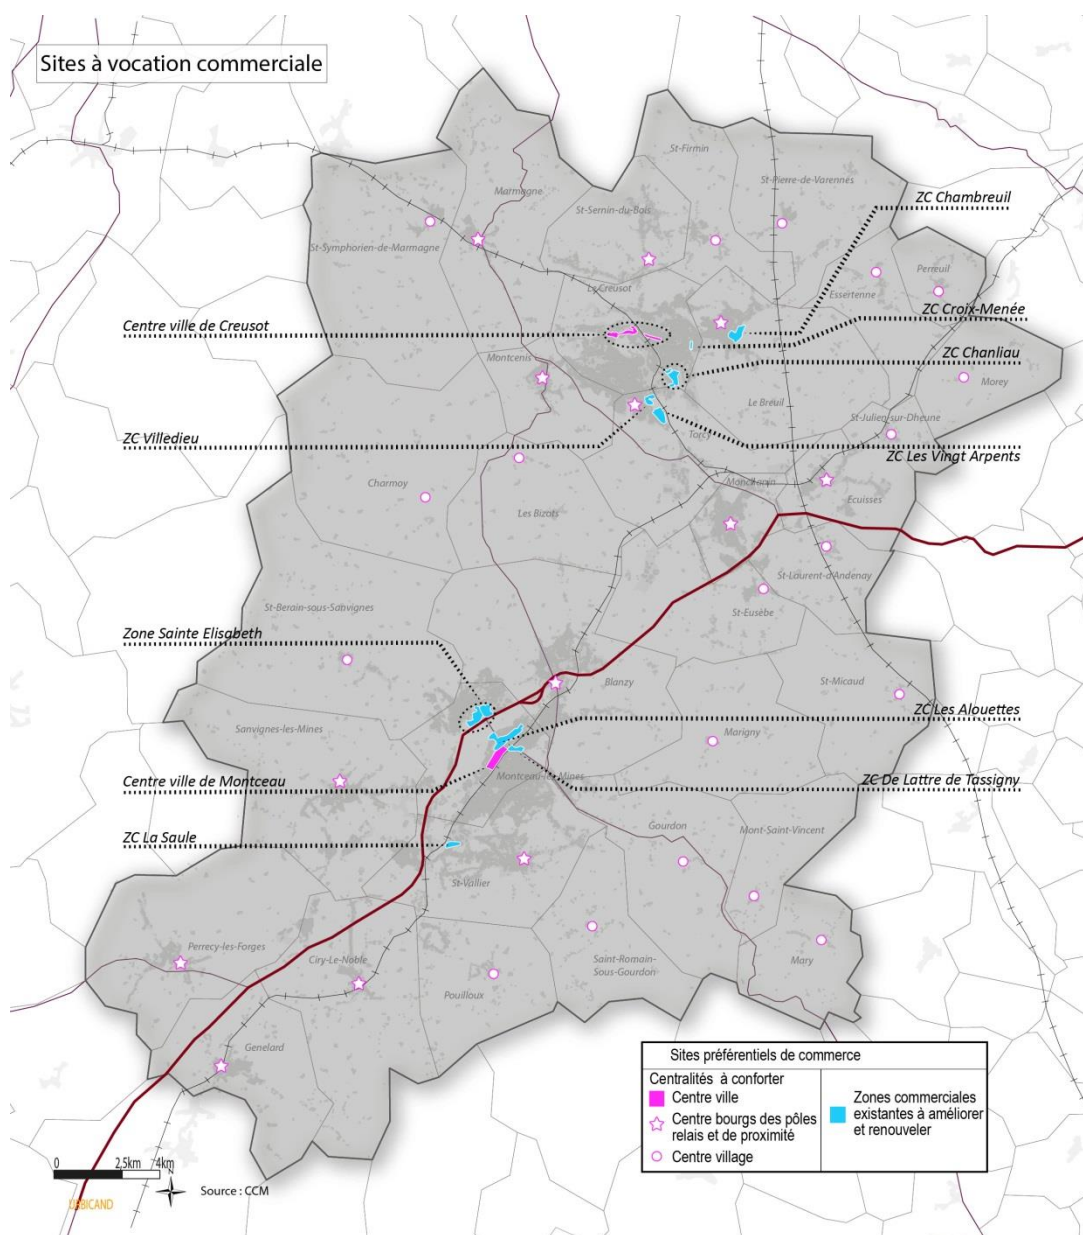 Sites à vocation commerciale
St-Firmin
St-Pierre-de-Varennes
Marmagne
ZC Chambreuil
St-Sernin-du-Bois
St-Symphorien-de-Marmagne
Perreuil
Essertenne
Le Creusot
ZC Croix-Menée
Centre ville de Creusot
ZC Chanliau
Montcenis
Morey
Le Breuil
St-Julien-sur-Dheune
ZC Villedieu
Torcy
ZC Les Vingt Arpents
Charmoy
Montchanin
Ecuisses
Les Bizots
St-Laurent-d'Andenay
St-Berain-sous-Sanvignes
St-Eusèbe
Zone Sainte Elisabeth
Blanzy
St-Micaud
ZC Les Alouettes
Sanvignes-les-Mines
Marigny
Centre ville de Montceau
Montceau-les-Mines
ZC De Lattre de Tassigny
Gourdon
Mont-Saint-Vincent
ZC La Saule
St-Vallier
Perrecy-les-Forges
Ciry-Le-Noble
Saint-Romain-
Sous-Gourdon
Mary
Pouilloux
Genelard
Sites préférentiels de commerce
Centralités à conforter
Centre ville
Centre bourgs des pôles
relais et de proximité
Centre village
Zones commerciales
existantes à améliorer
et renouveler
0 2,5km 4km
N
Source : CCM
URBICAND